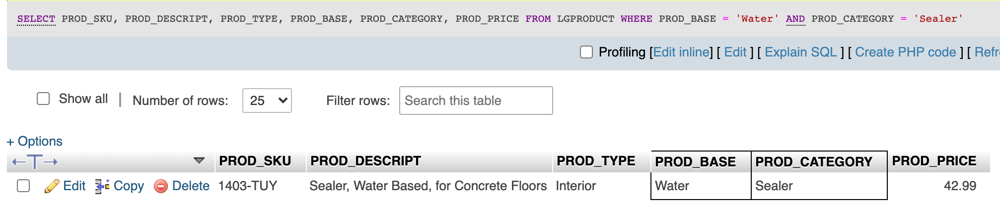 SELECT PROD_SKU, PROD_DESCRIPT, PROD_TYPE, PROD_BASE, PROD_CATEGORY, PROD_PRICE FROM LGPRODUCT WHERE PROD_BASE = 'Water' AND PROD_CATEGORY = 'Sealer'
Profiling [Edit inline] [ Edit ] [ Explain SQL ] [ Create PHP code ] [ Refr
Show all | Number of rows: 25 Filter rows: Search this table
+ Options
←T→ PROD_SKU PROD_DESCRIPT PROD_TYPE PROD_BASE PROD_CATEGORY PROD_PRICE
Edit Copy Delete 1403-TUY Sealer, Water Based, for Concrete Floors Interior Water Sealer 42.99